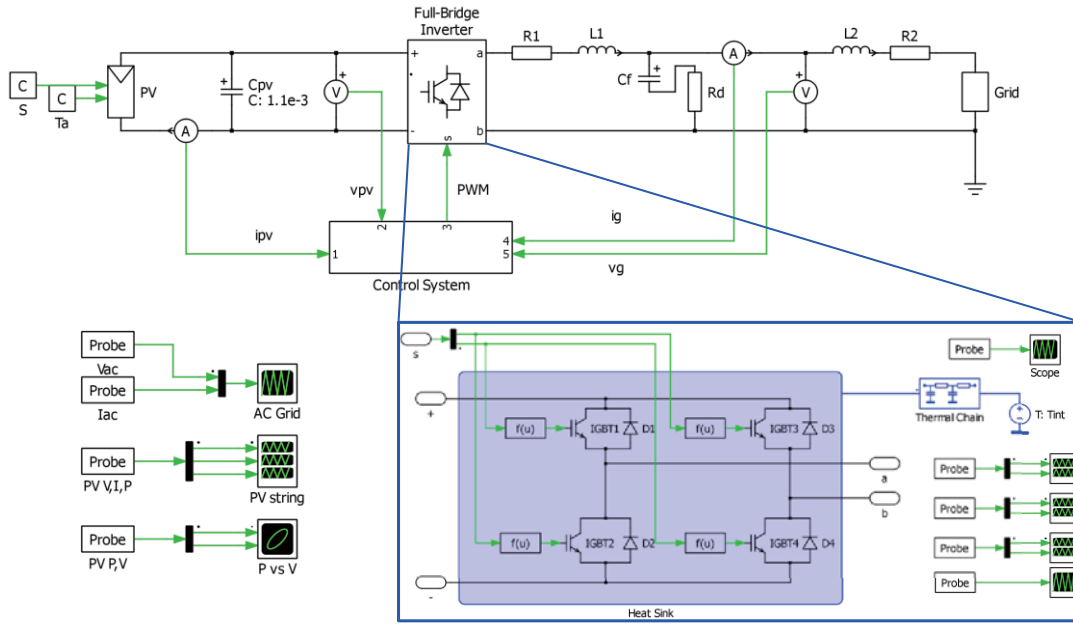 Full-Bridge
Inverter
R1
L1
L2
R2
C
S
C
Ta
PV
A
+
Cpv
C: 1.1e-3
+
V
+
-
a
b
s
+
Cf
Rd
A
+
V
Grid
ipv
vpv
PWM
ig
vg
1
2
3
4
5
Control System
Probe
Vac
Probe
Iac
AC Grid
Probe
PV V,I,P
PV string
Probe
PV P,V
P vs V
s
+
-
f(u)
IGBT1
D1
f(u)
IGBT3
D3
f(u)
IGBT2
D2
f(u)
IGBT4
D4
a
b
Heat Sink
Probe
Scope
Thermal Chain
T: Tint
Probe
Probe
Probe
Probe